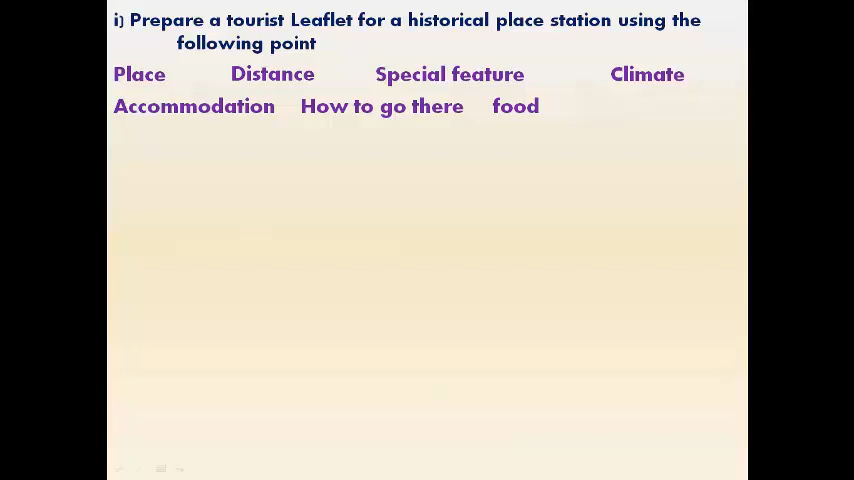 i) Prepare a tourist Leaflet for a historical place station using the
following point
Place Distance Special feature Climate
Accommodation How to go there food